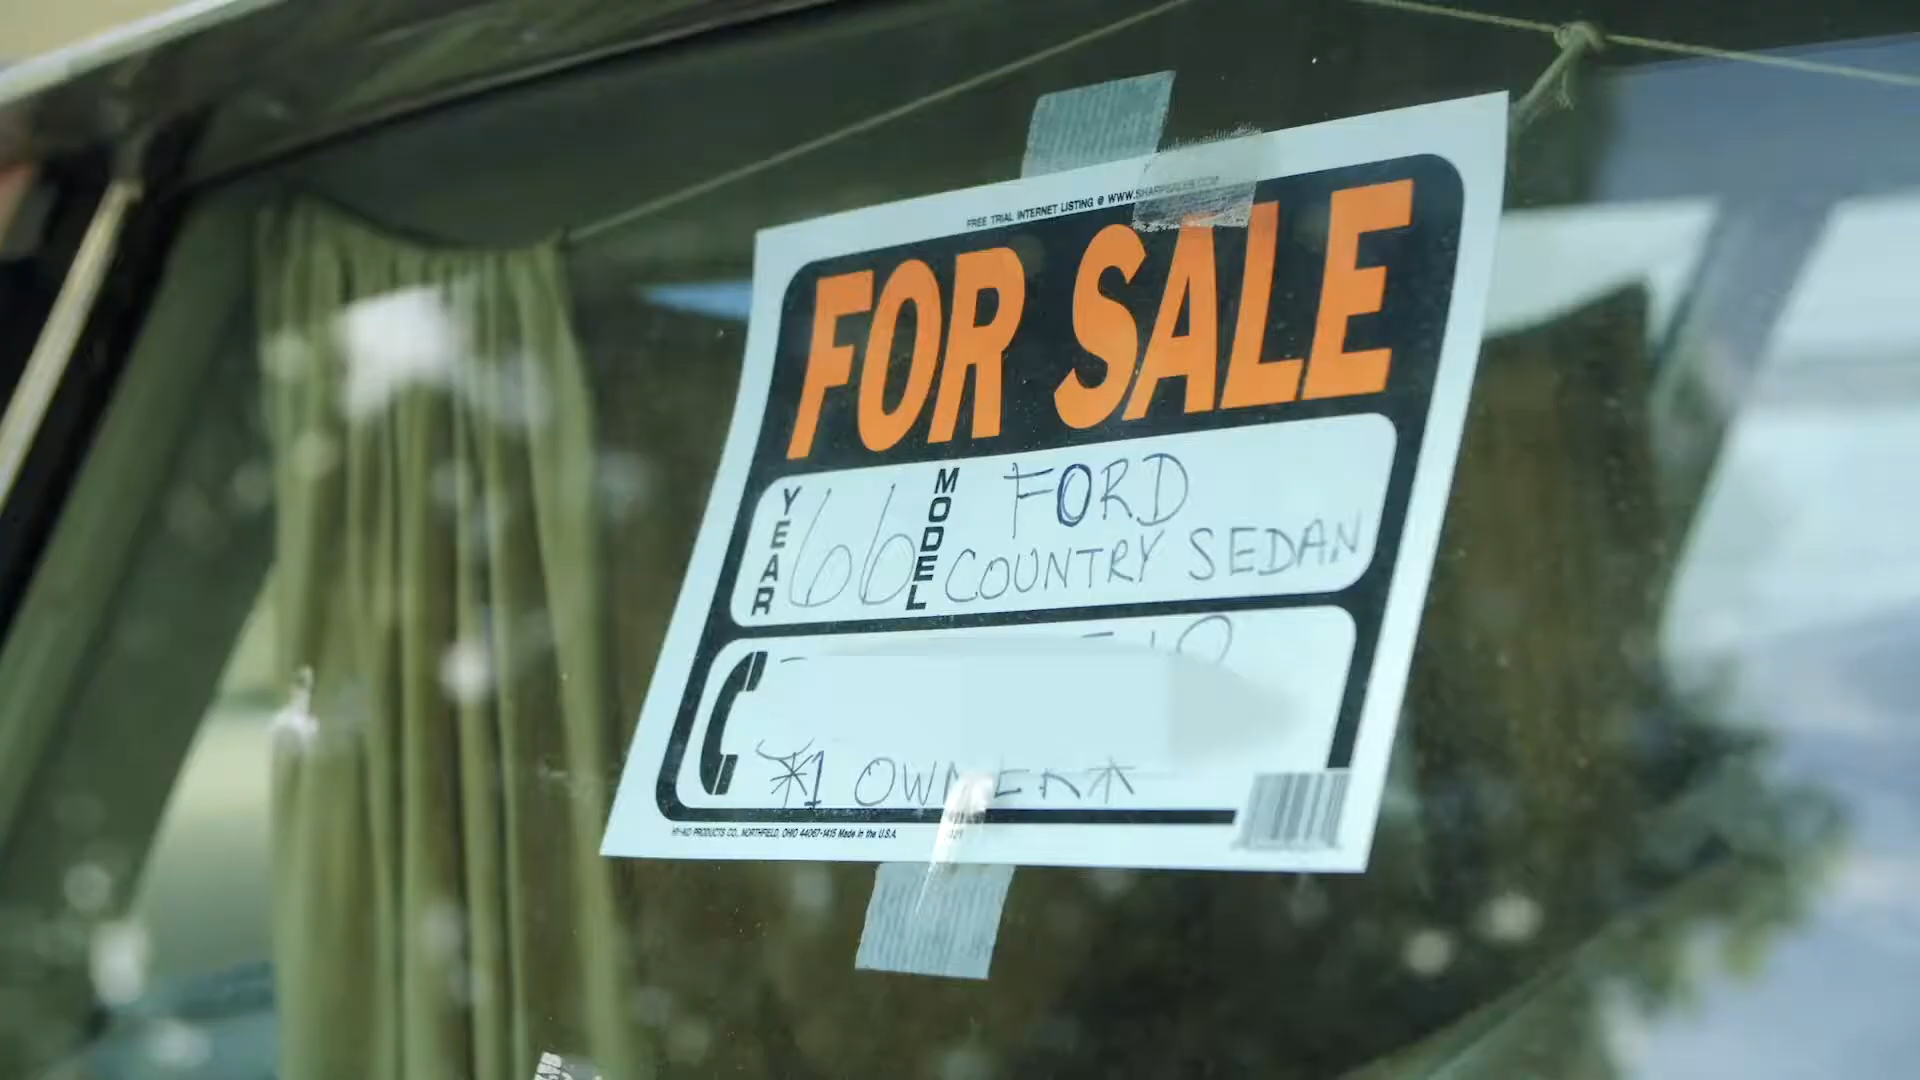 FREE TRIAL INTERNET LISTING @ WWW.SHARPSALES.COM
FOR SALE
YEAR 66 MODEL FORD
COUNTRY SEDAN
*1 OWNER*
HY-KO PRODUCTS CO., NORTHFIELD, OHIO 44067-1415 Made in the U.S.A.